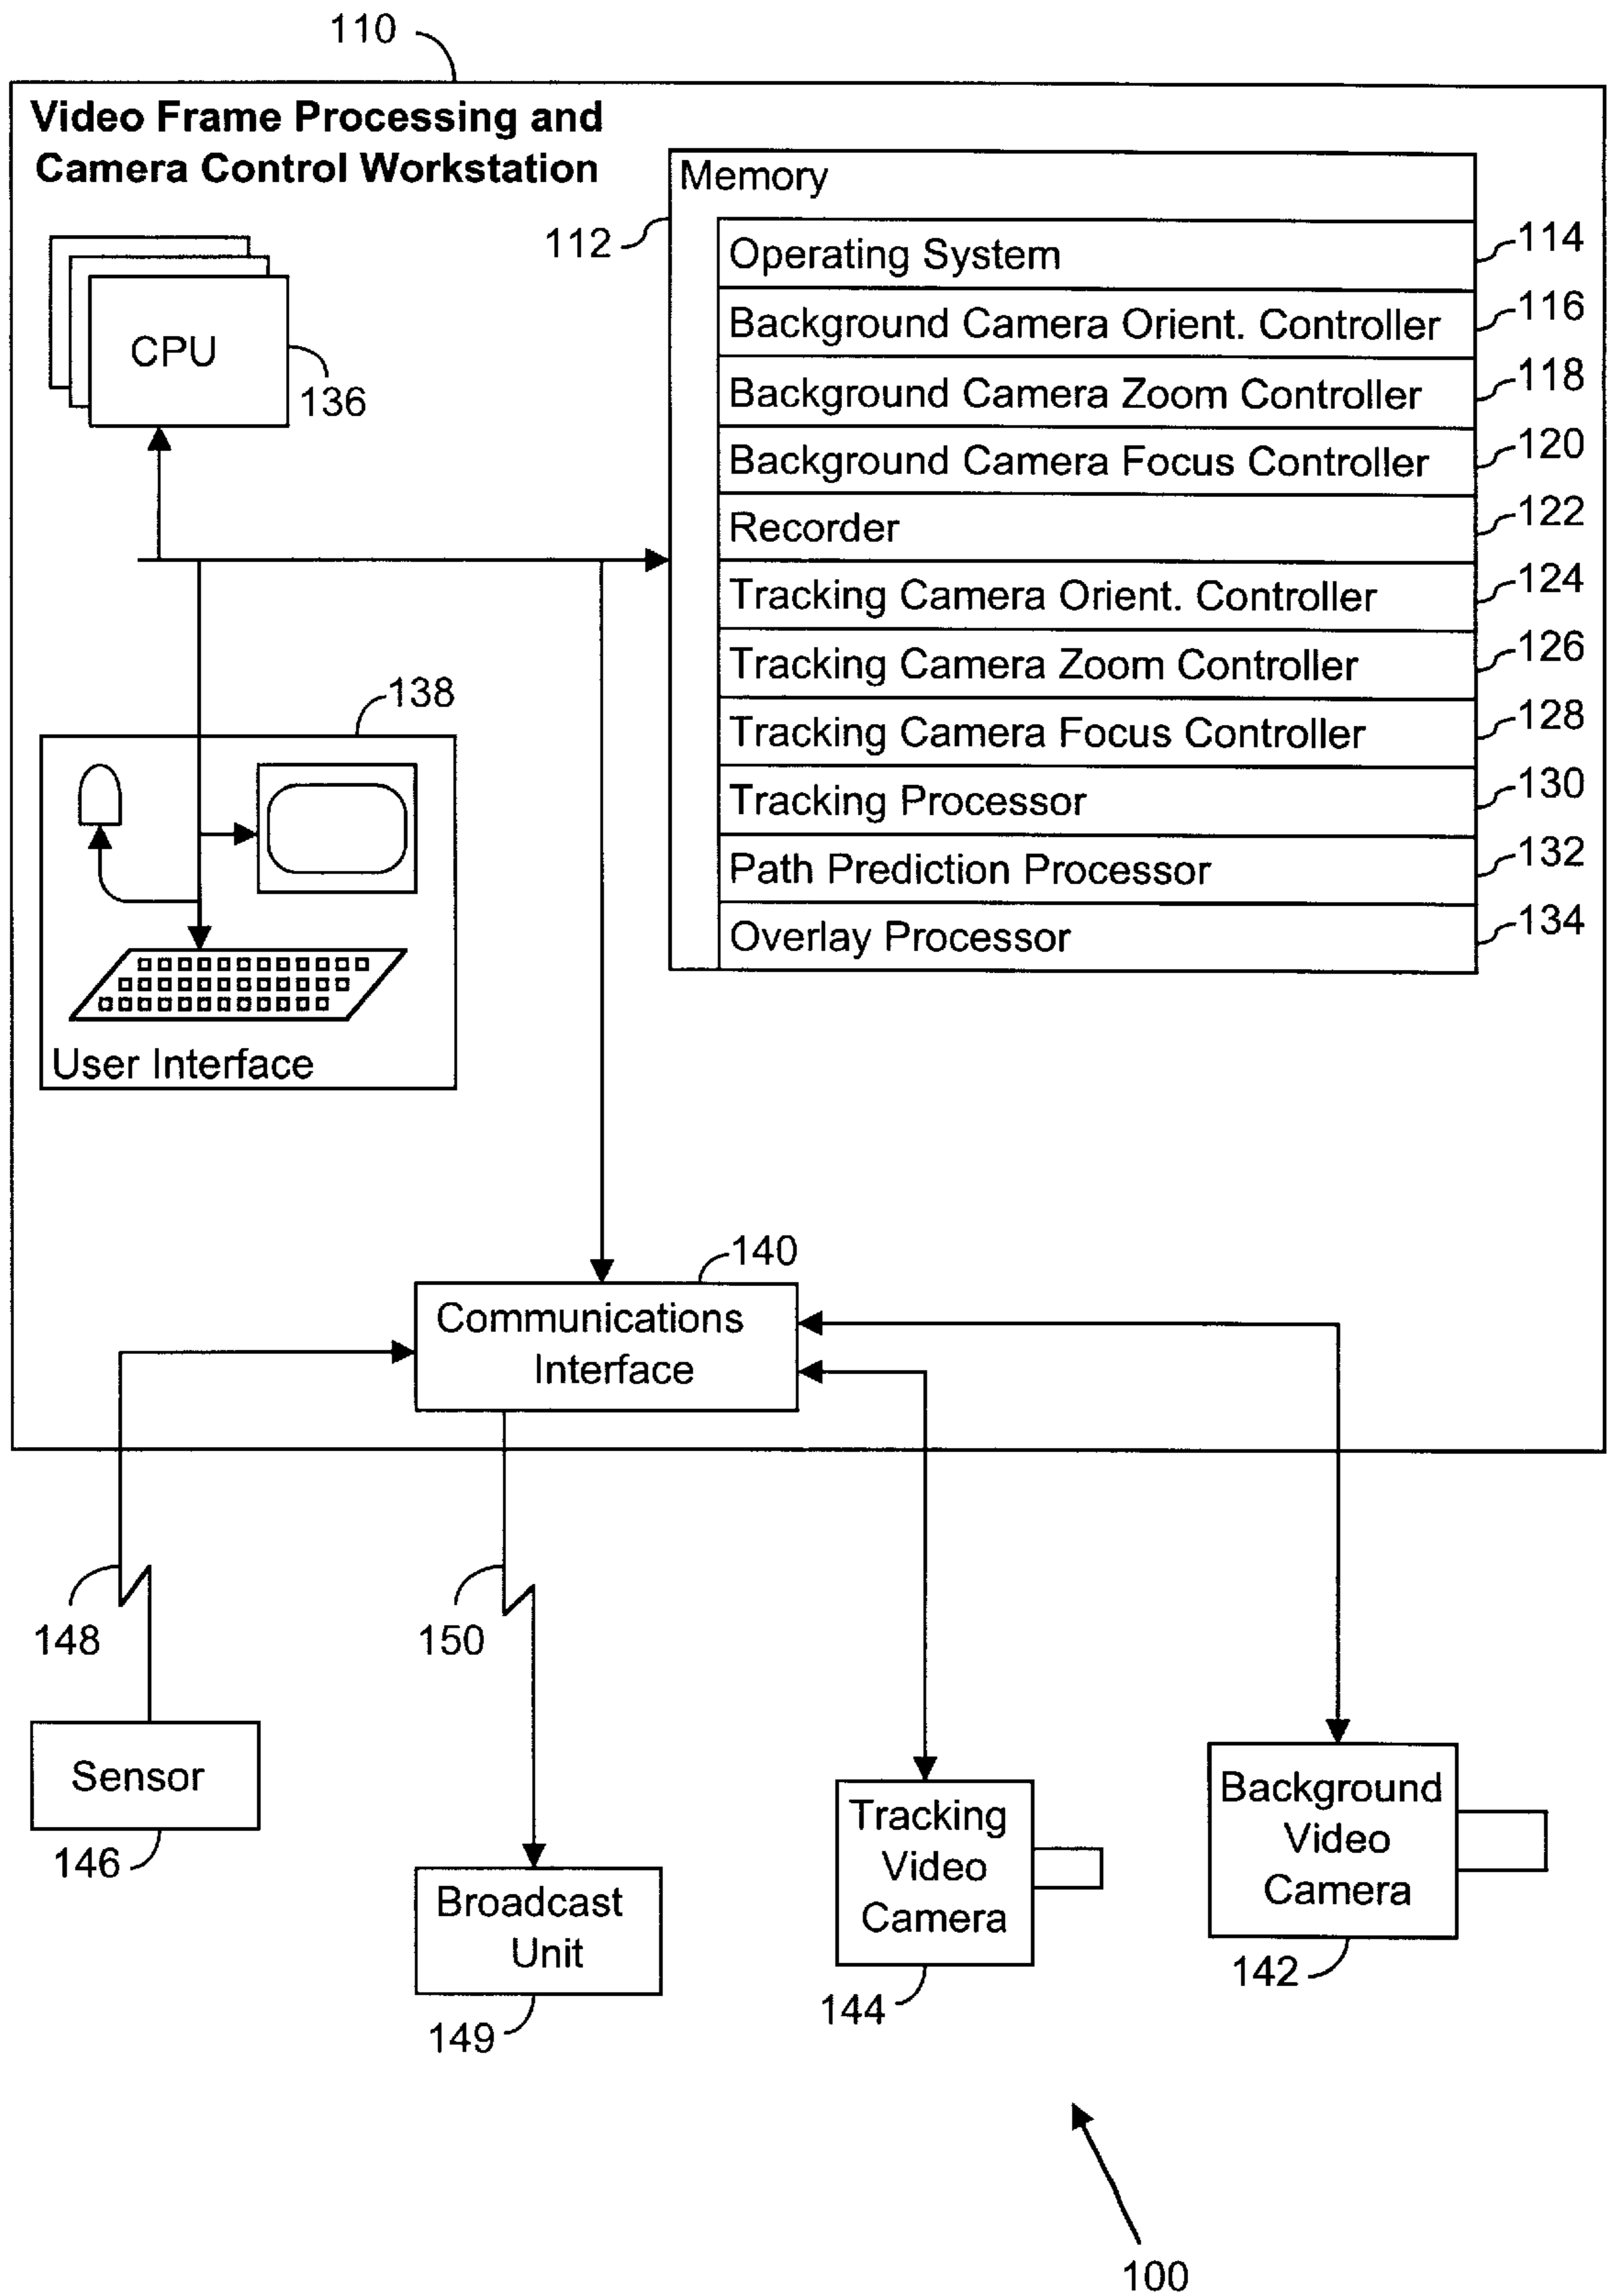 110
Video Frame Processing and
Camera Control Workstation
Memory
112
Operating System
114
Background Camera Orient. Controller
116
Background Camera Zoom Controller
118
Background Camera Focus Controller
120
Recorder
122
Tracking Camera Orient. Controller
124
Tracking Camera Zoom Controller
126
Tracking Camera Focus Controller
128
Tracking Processor
130
Path Prediction Processor
132
Overlay Processor
134
CPU
136
138
User Interface
140
Communications
Interface
148
150
Sensor
146
Broadcast
Unit
149
Tracking
Video
Camera
144
Background
Video
Camera
142
100